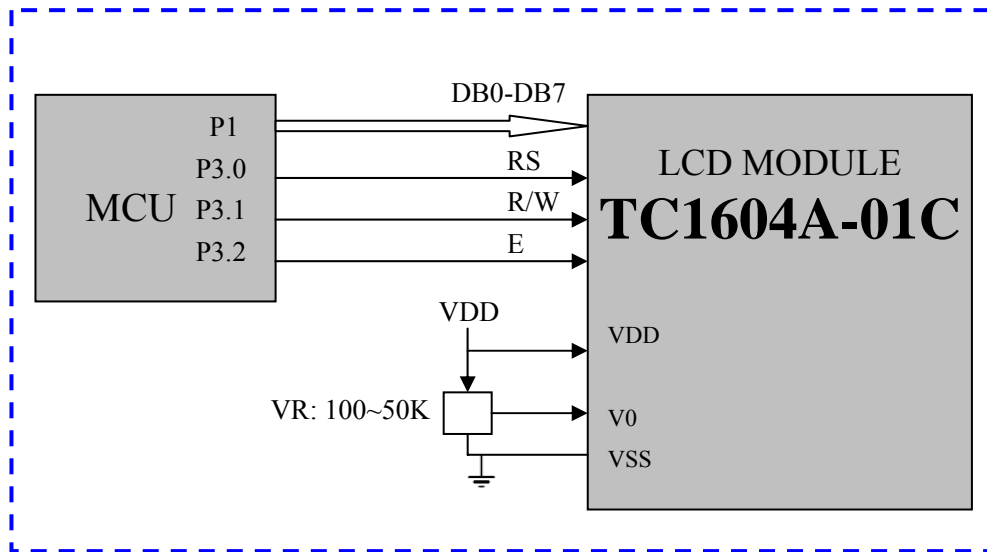 DB0-DB7
P1
P3.0
RS
LCD MODULE
MCU
P3.1
R/W
TC1604A-01C
P3.2
E
VDD
VDD
VR: 100~50K
V0
VSS